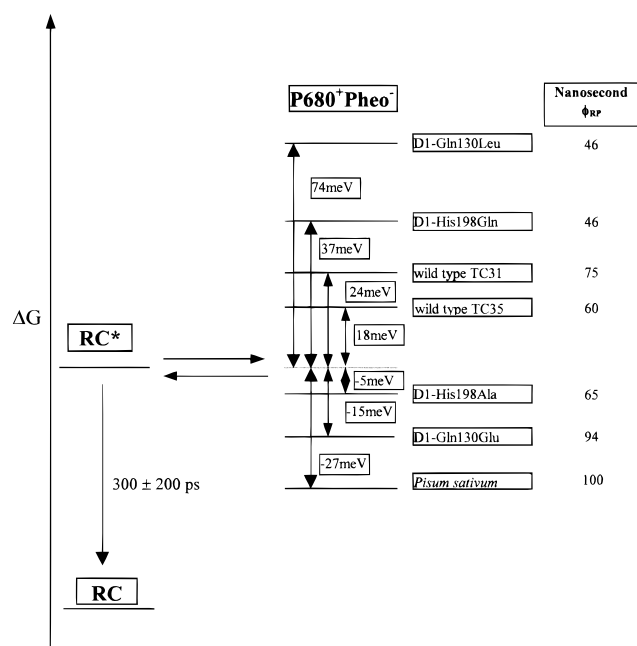 P680⁺Pheo⁻
Nanosecond
ΦRP
D1-Gln130Leu
46
74meV
D1-His198Gln
46
37meV
wild type TC31
75
24meV
wild type TC35
60
18meV
ΔG
RC*
-5meV
D1-His198Ala
65
-15meV
D1-Gln130Glu
94
-27meV
Pisum sativum
100
300 ± 200 ps
RC